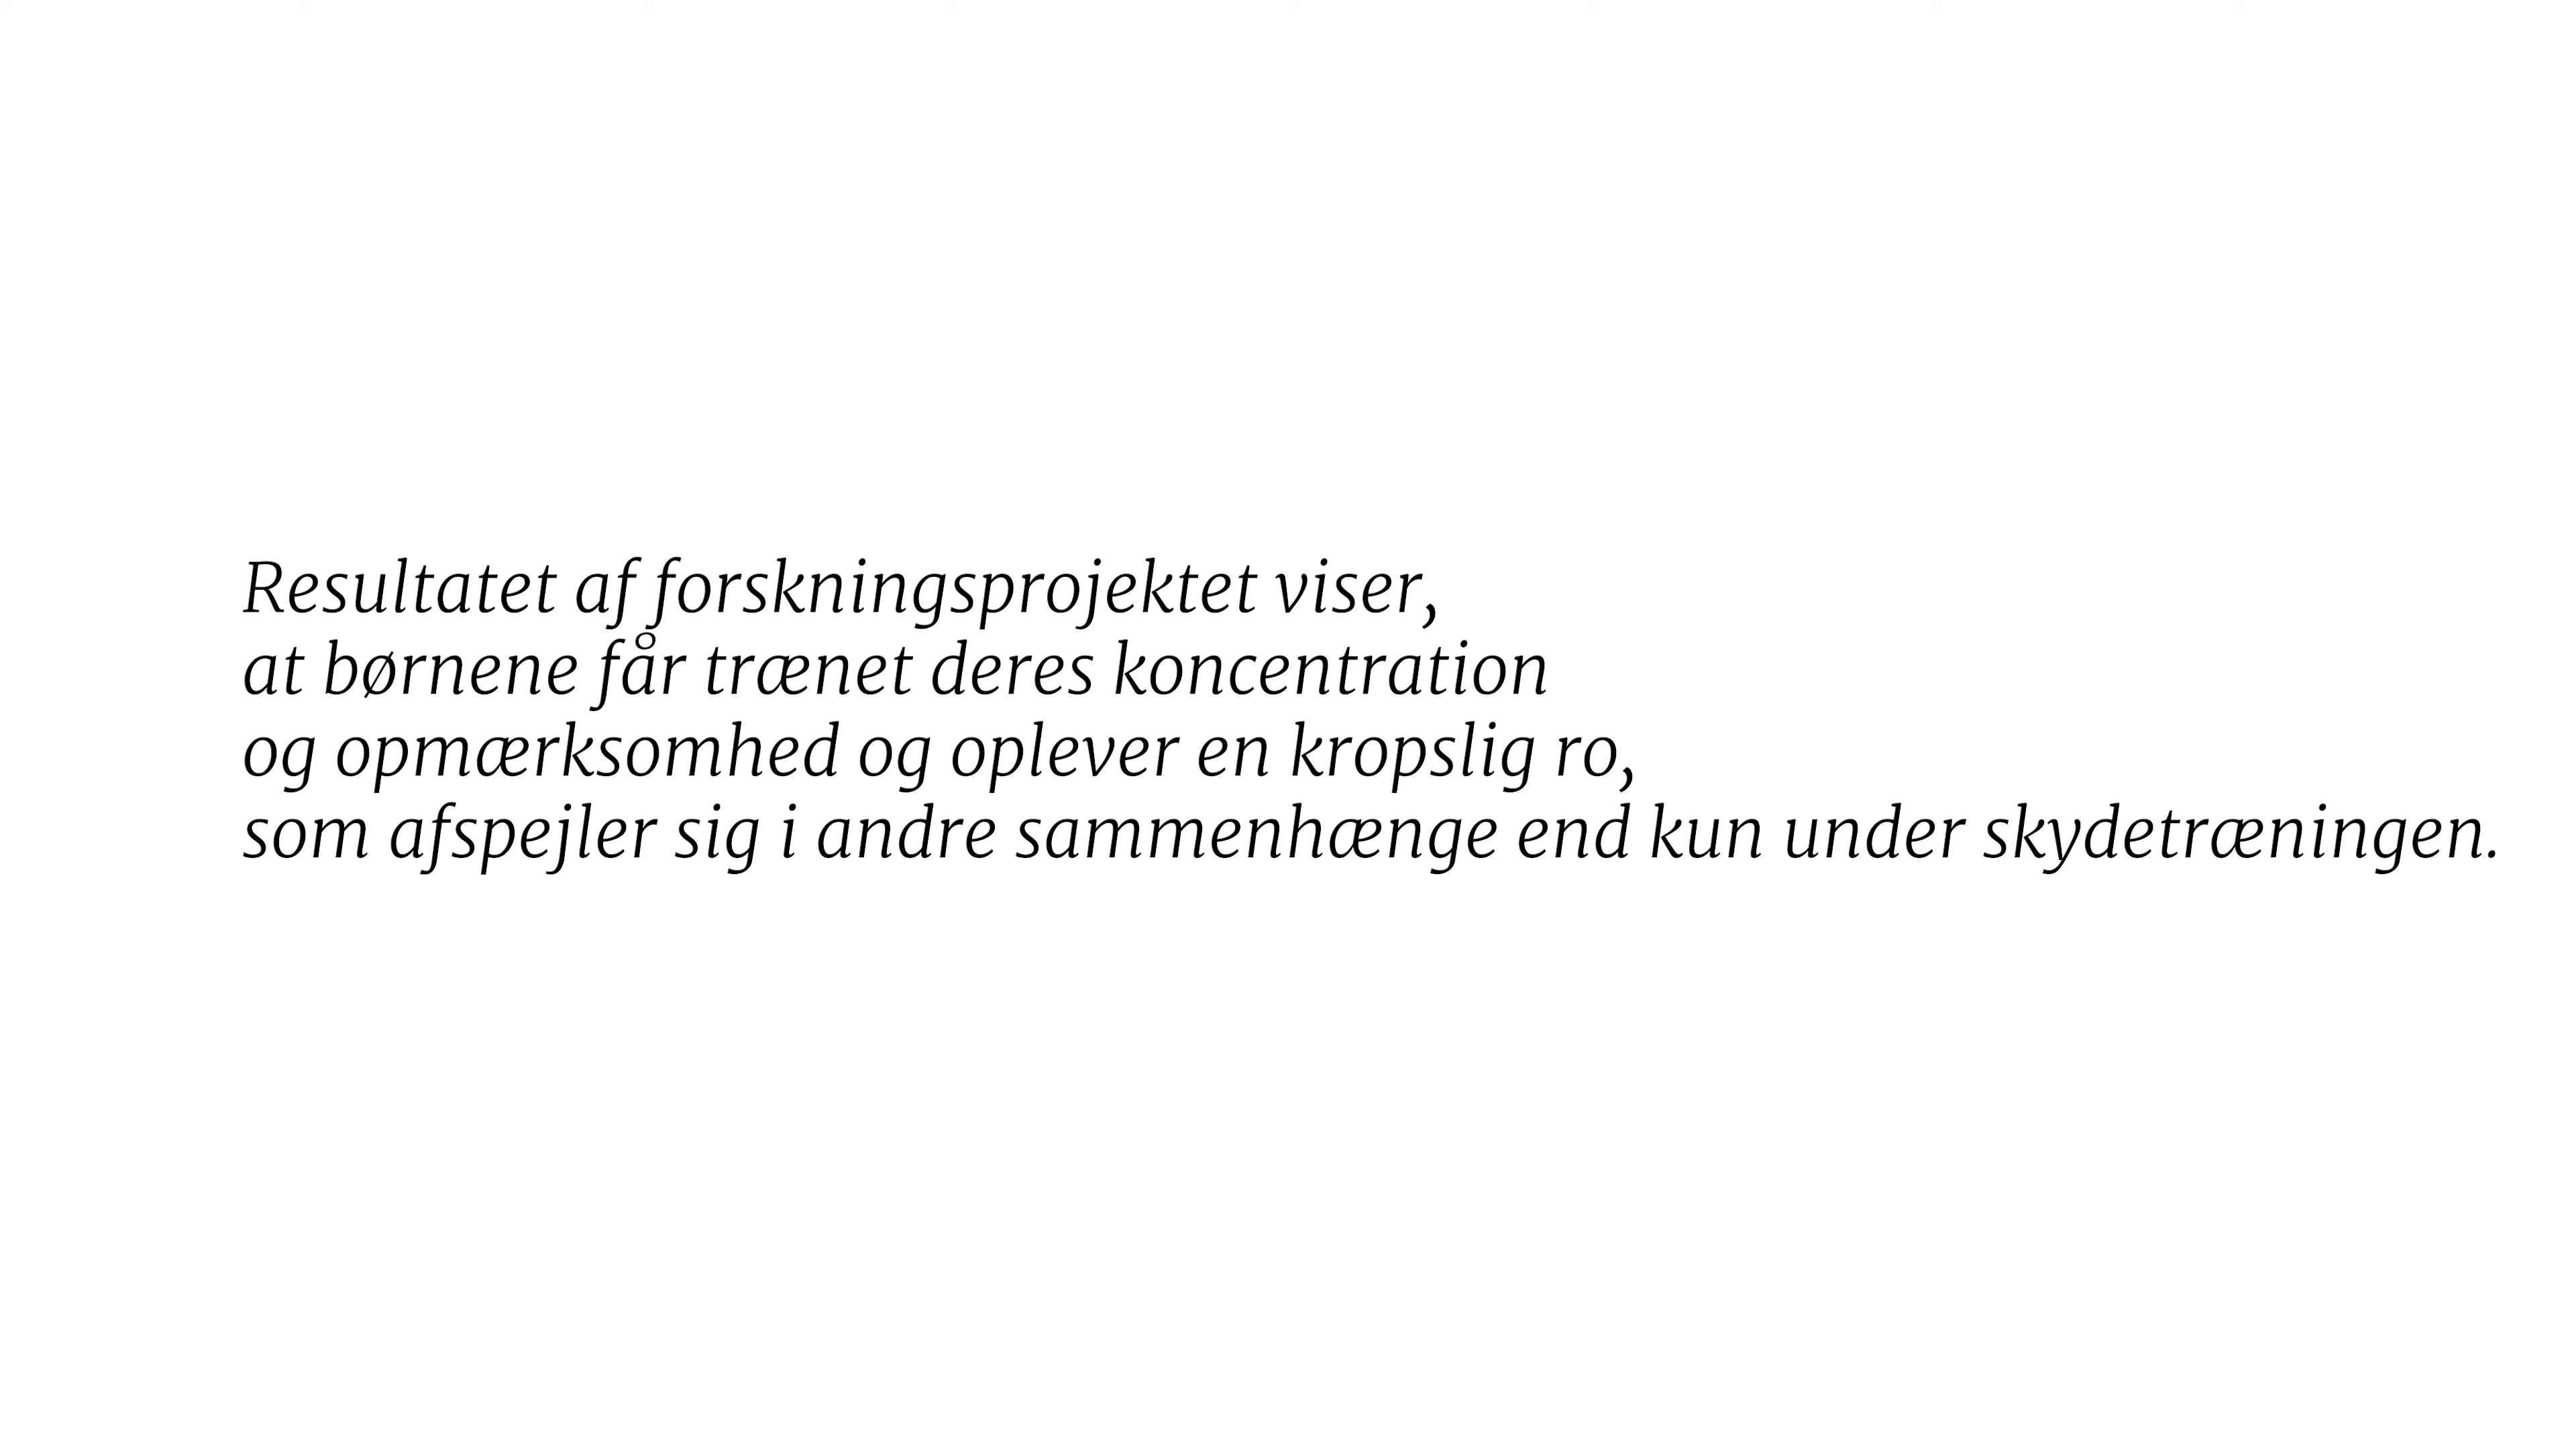 Resultatet af forskningsprojektet viser,
at børnene får trænet deres koncentration
og opmærksomhed og oplever en kropslig ro,
som afspejler sig i andre sammenhænge end kun under skydetræningen.